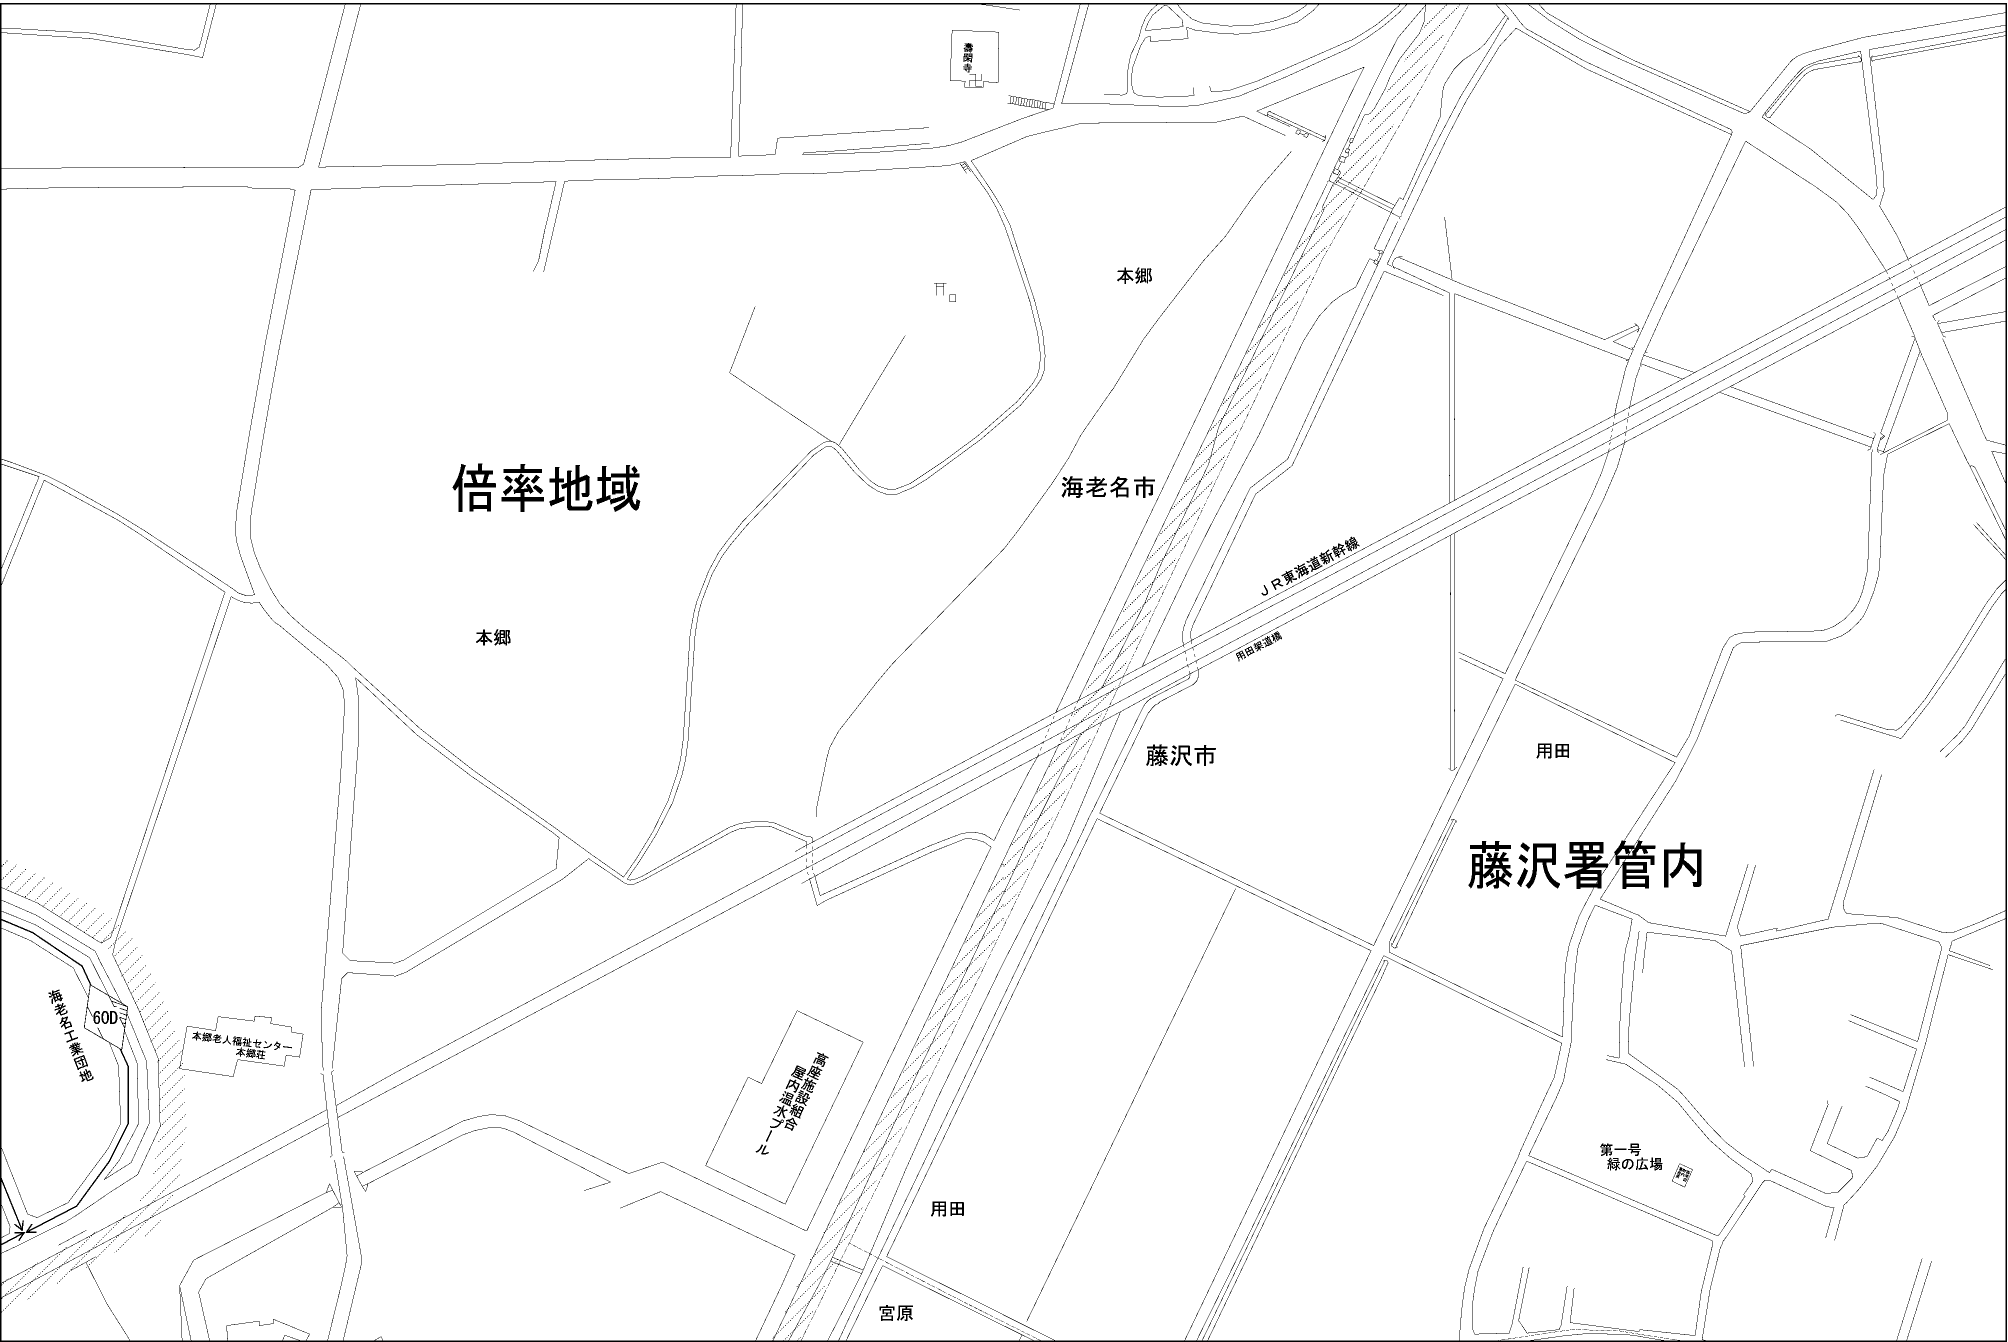 壽閑寺
本郷
倍率地域
海老名市
ＪＲ東海道新幹線
用田架道橋
本郷
藤沢市
用田
藤沢署管内
60D
海老名工業団地
本郷老人福祉センター
本郷荘
高座施設組合
屋内温水プール
第一号
緑の広場
用田
宮原